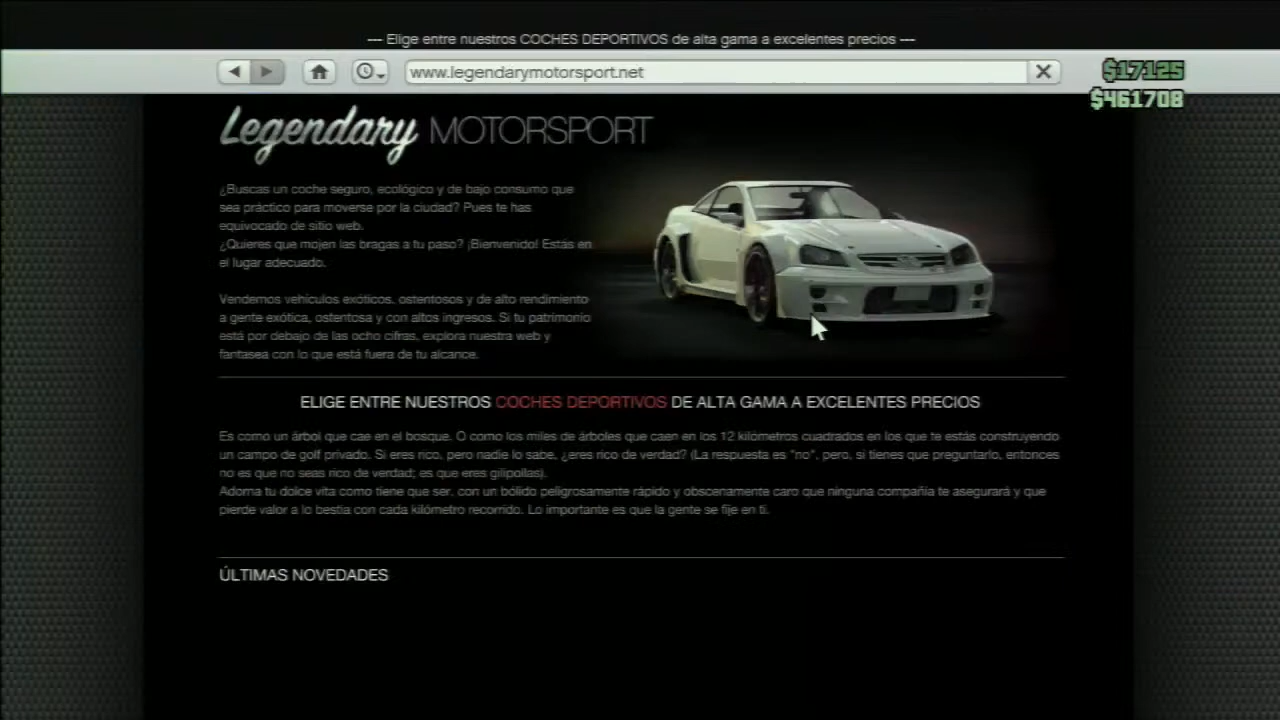 --- Elige entre nuestros COCHES DEPORTIVOS de alta gama a excelentes precios ---
www.legendarymotorsport.net
$17125
$461708
Legendary MOTORSPORT
¿Buscas un coche seguro, ecológico y de bajo consumo que
sea práctico para moverse por la ciudad? Pues te has
equivocado de sitio web.
¿Quieres que mojen las bragas a tu paso? ¡Bienvenido! Estás en
el lugar adecuado.
Vendemos vehículos exóticos, ostentosos y de alto rendimiento
a gente exótica, ostentosa y con altos ingresos. Si tu patrimonio
está por debajo de las ocho cifras, explora nuestra web y
fantasea con lo que está fuera de tu alcance.
ELIGE ENTRE NUESTROS COCHES DEPORTIVOS DE ALTA GAMA A EXCELENTES PRECIOS
Es como un árbol que cae en el bosque. O como los miles de árboles que caen en los 12 kilómetros cuadrados en los que te estás construyendo
un campo de golf privado. Si eres rico, pero nadie lo sabe, ¿eres rico de verdad? (La respuesta es "no", pero, si tienes que preguntarlo, entonces
no es que no seas rico de verdad; es que eres gilipollas).
Adorna tu dolce vita como tiene que ser, con un bólido peligrosamente rápido y obscenamente caro que ninguna compañía te asegurará y que
pierde valor a lo bestia con cada kilómetro recorrido. Lo importante es que la gente se fije en ti.
ÚLTIMAS NOVEDADES